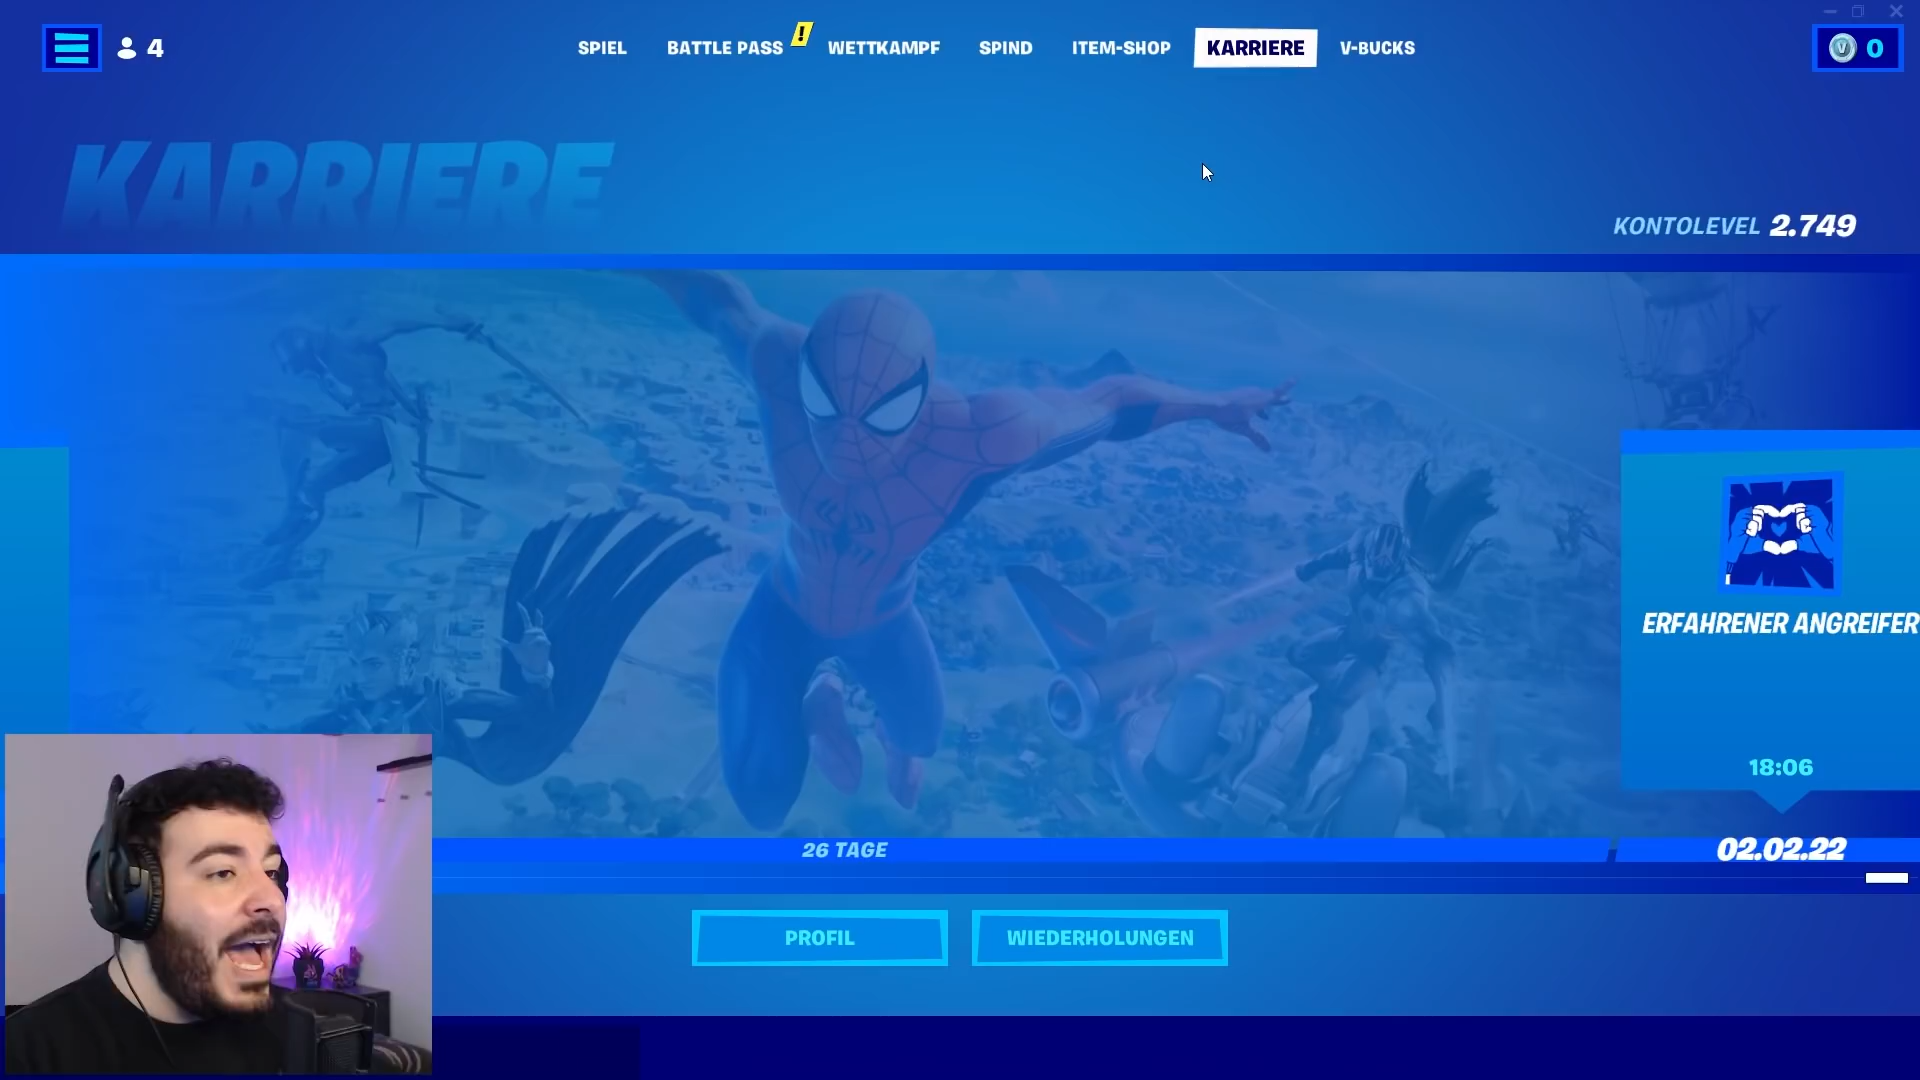 4
SPIEL
BATTLE PASS
!
WETTKAMPF
SPIND
ITEM-SHOP
KARRIERE
V-BUCKS
V
0
KARRIERE
KONTOLEVEL 2.749
ERFAHRENER ANGREIFER
18:06
26 TAGE
02.02.22
PROFIL
WIEDERHOLUNGEN